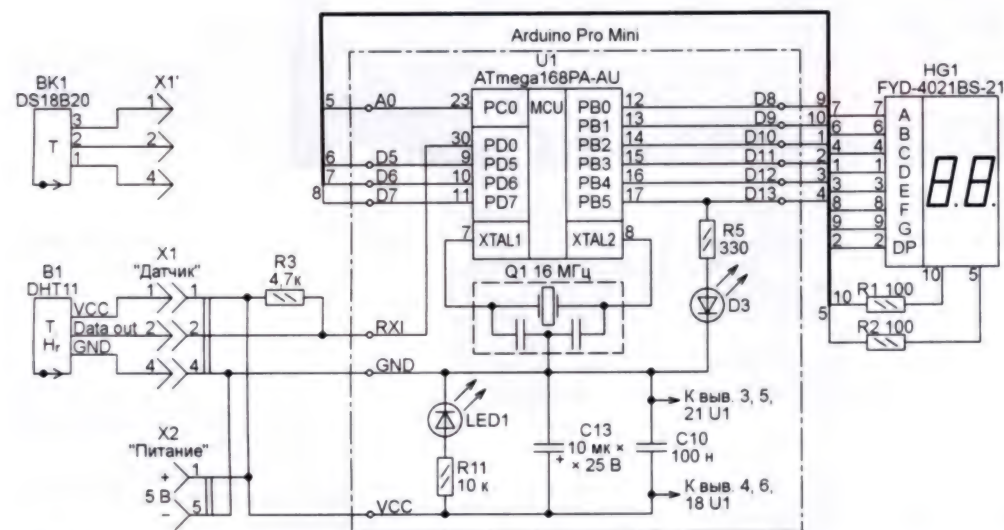 Arduino Pro Mini
U1
ATmega168PA-AU
HG1
FYD-4021BS-21
BK1
DS18B20
X1'
3
2
1
T
1
2
4
5
A0
23
PC0
MCU
PB0
12
D8
9
PB1
13
D9
10
30
PD0
PB2
14
D10
1
6
D5
9
PD5
PB3
15
D11
2
7
D6
10
PD6
PB4
16
D12
3
8
D7
11
PD7
PB5
17
D13
4
7
XTAL1
XTAL2
8
7
7
A
6
6
B
4
4
C
1
1
D
3
3
E
8
8
F
9
9
G
2
2
DP
8.8.
10
5
10
R1 100
5
R2 100
R5
330
D3
Q1 16 МГц
R3
4,7к
B1
DHT11
X1
"Датчик"
T
Hr
VCC
1
Data out
2
GND
4
RXI
GND
LED1
R11
10 к
C13
10 мк ×
× 25 В
+
C10
100 н
К выв. 3, 5,
21 U1
К выв. 4, 6,
18 U1
X2
"Питание"
+
1
5 В
−
5
VCC